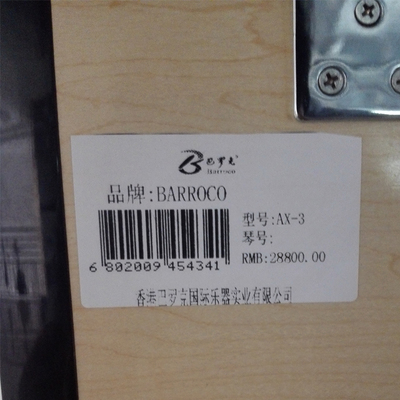 巴罗克
Barroco
品牌:BARROCO
型号:AX-3
琴号:
RMB:28800.00
6 802009 454341
香港巴罗克国际乐器实业有限公司